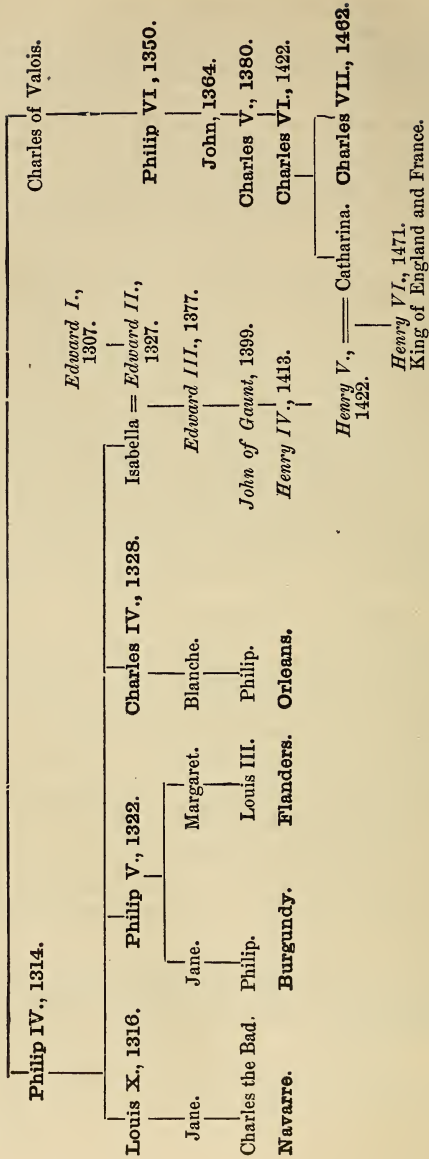 Philip IV., 1314.
Charles of Valois.
Edward I.,
1307.
Louis X., 1316.
Philip V., 1322.
Charles IV., 1328.
Isabella = Edward II.,
1327.
Philip VI, 1350.
Jane.
Jane.
Margaret.
Blanche.
Edward III., 1377.
John, 1364.
Charles the Bad.
Philip.
Louis III.
Philip.
John of Gaunt, 1399.
Charles V., 1380.
Navarre.
Burgundy.
Flanders.
Orleans.
Henry IV., 1413.
Charles VI., 1422.
Henry V., = Catharina.
1422.
Charles VII., 1462.
Henry VI., 1471.
King of England and France.